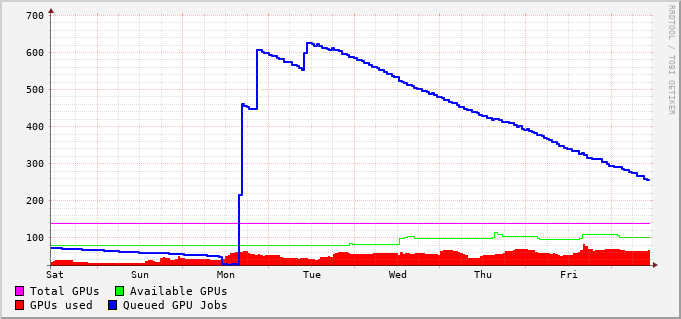 700
600
500
400
300
200
100
Sat Sun Mon Tue Wed Thu Fri
Total GPUs Available GPUs
GPUs used Queued GPU Jobs
RRDTOOL / TOBI OETIKER